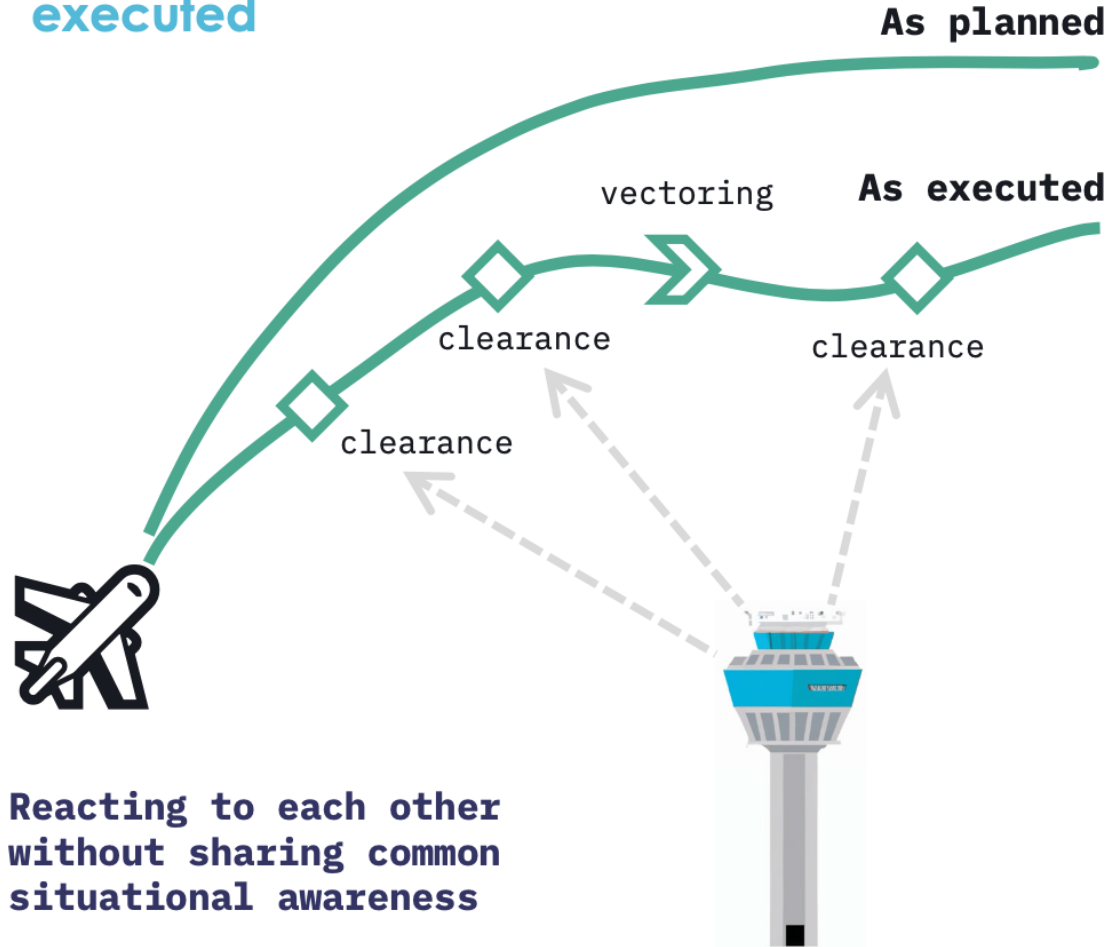 executed
As planned
vectoring
As executed
clearance
clearance
clearance
Reacting to each other
without sharing common
situational awareness